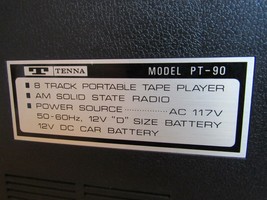 TENNA MODEL PT-90
■ 8 TRACK PORTABLE TAPE PLAYER
■ AM SOLID STATE RADIO
■ POWER SOURCE ............ AC 117V
50-60Hz, 12V "D" SIZE BATTERY
12V DC CAR BATTERY